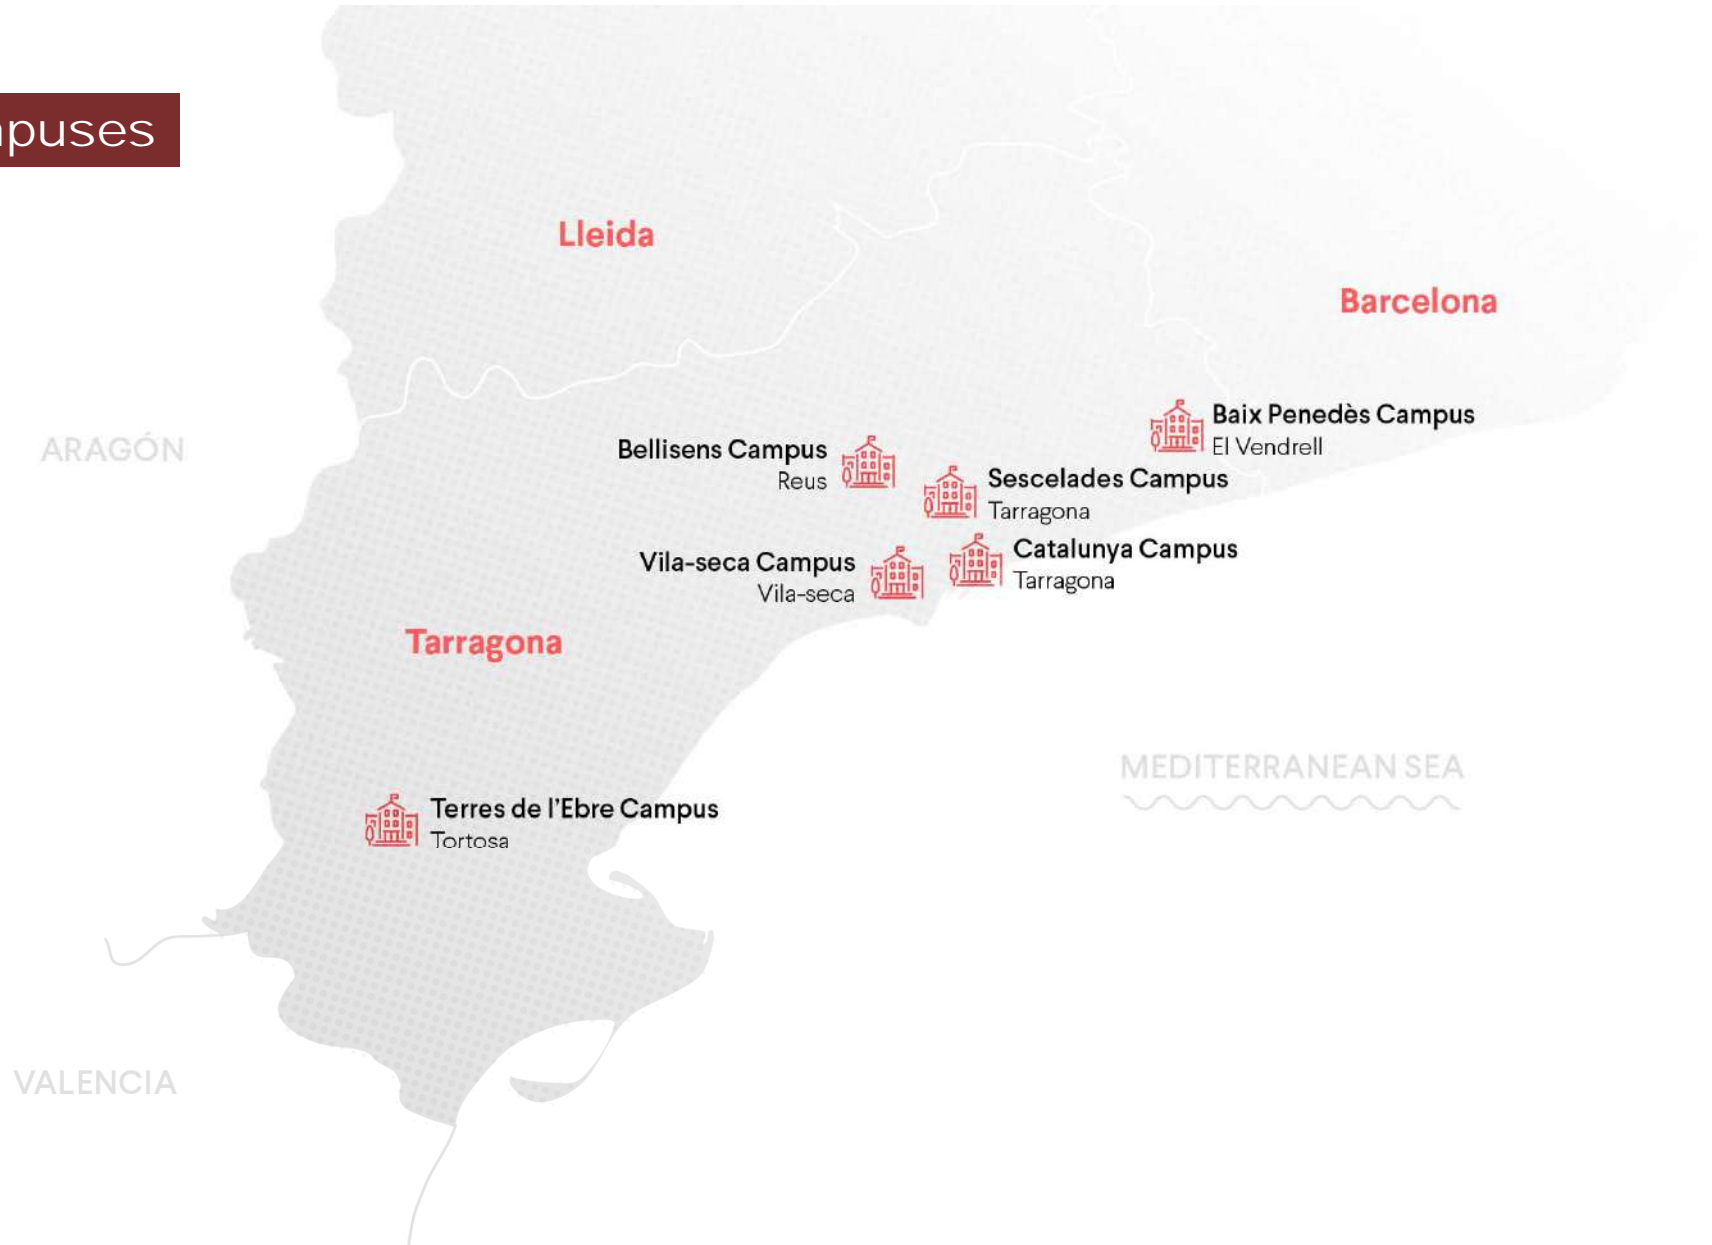 puses
Lleida
Barcelona
ARAGÓN
Baix Penedès Campus
El Vendrell
Bellisens Campus
Reus
Sescelades Campus
Tarragona
Catalunya Campus
Tarragona
Vila-seca Campus
Vila-seca
Tarragona
MEDITERRANEAN SEA
Terres de l'Ebre Campus
Tortosa
VALENCIA